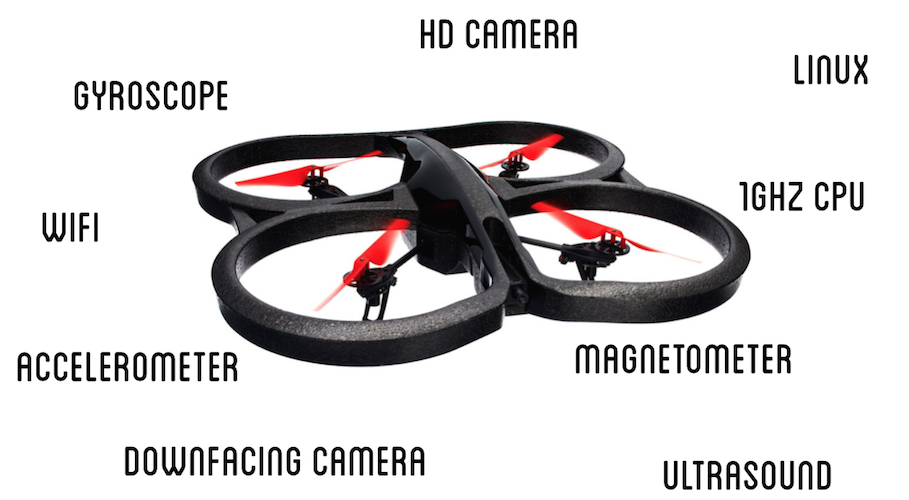 HD CAMERA
LINUX
GYROSCOPE
1GHZ CPU
WIFI
MAGNETOMETER
ACCELEROMETER
DOWNFACING CAMERA
ULTRASOUND